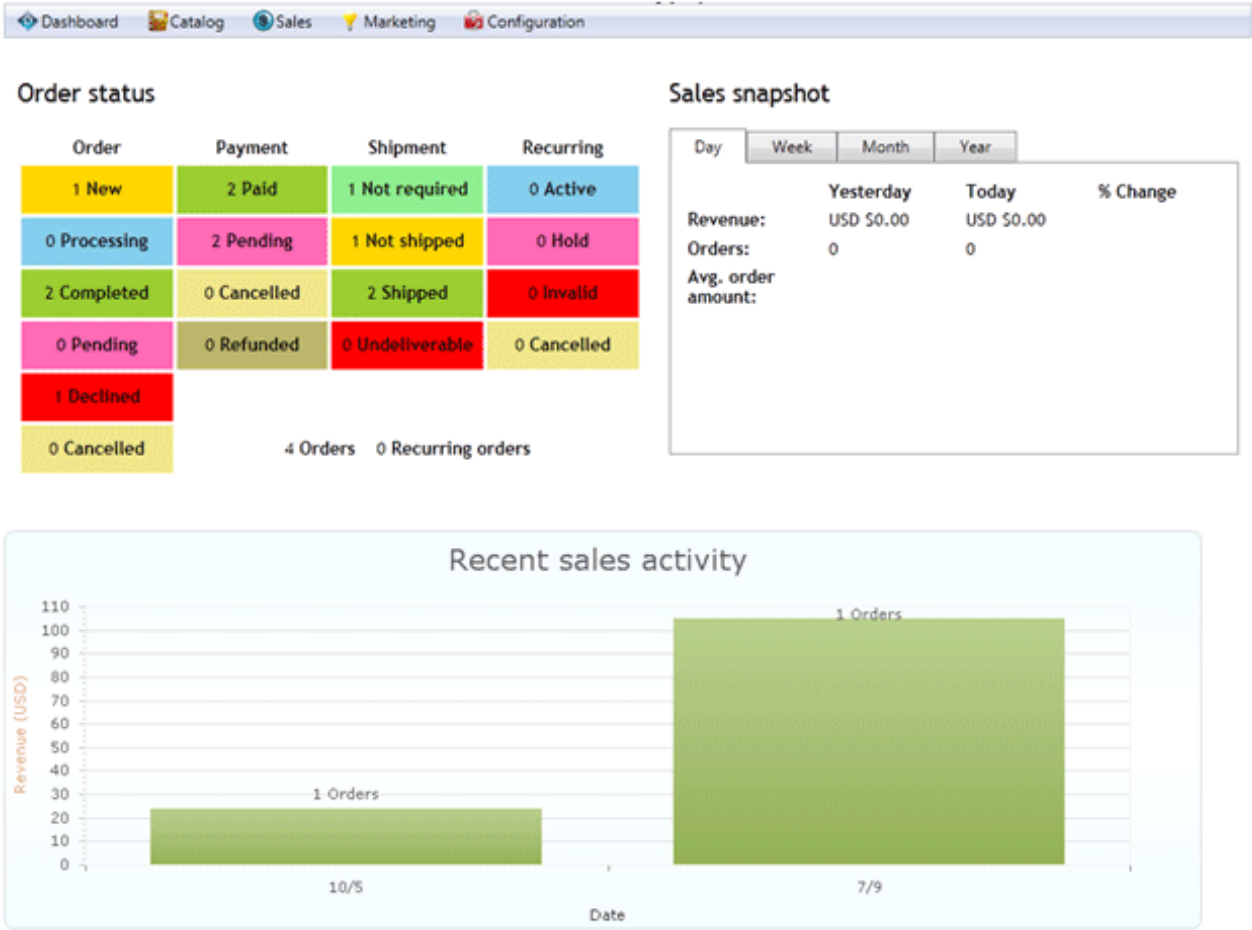 Dashboard Catalog Sales Marketing Configuration
Order status
Order Payment Shipment Recurring
1 New 2 Paid 1 Not required 0 Active
0 Processing 2 Pending 1 Not shipped 0 Hold
2 Completed 0 Cancelled 2 Shipped 0 Invalid
0 Pending 0 Refunded 0 Undeliverable 0 Cancelled
1 Declined
0 Cancelled 4 Orders 0 Recurring orders
Sales snapshot
Day Week Month Year
Yesterday Today % Change
Revenue: USD $0.00 USD $0.00
Orders: 0 0
Avg. order
amount:
Recent sales activity
110
100
90
80
70
60
50
40
30
20
10
0
Revenue (USD)
1 Orders
1 Orders
10/5 7/9
Date